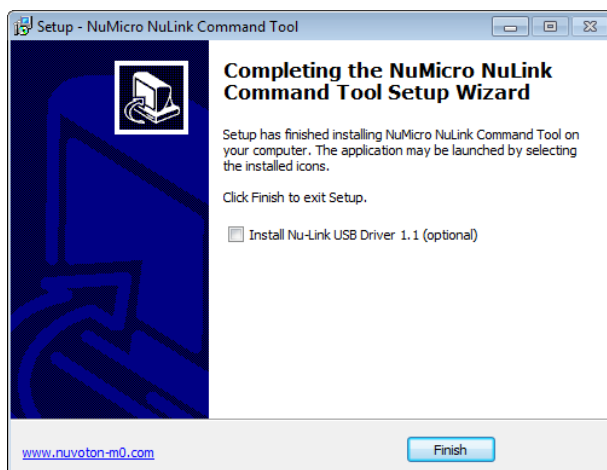 Setup - NuMicro NuLink Command Tool
Completing the NuMicro NuLink
Command Tool Setup Wizard
Setup has finished installing NuMicro NuLink Command Tool on
your computer. The application may be launched by selecting
the installed icons.
Click Finish to exit Setup.
Install Nu-Link USB Driver 1.1 (optional)
www.nuvoton-m0.com
Finish